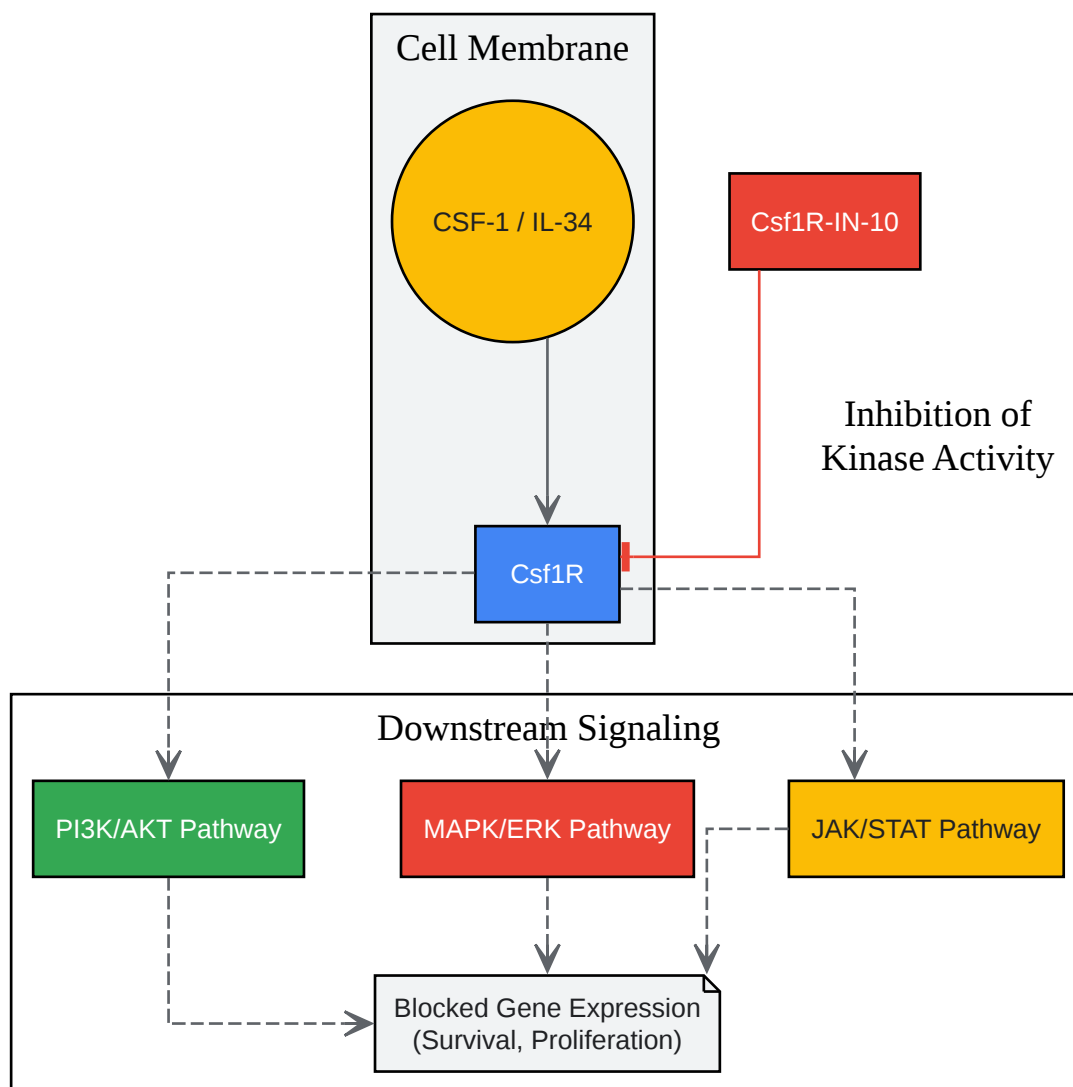 Cell Membrane
CSF-1 / IL-34
Csf1R-IN-10
Inhibition of
Kinase Activity
Csf1R
Downstream Signaling
PI3K/AKT Pathway
MAPK/ERK Pathway
JAK/STAT Pathway
Blocked Gene Expression
(Survival, Proliferation)